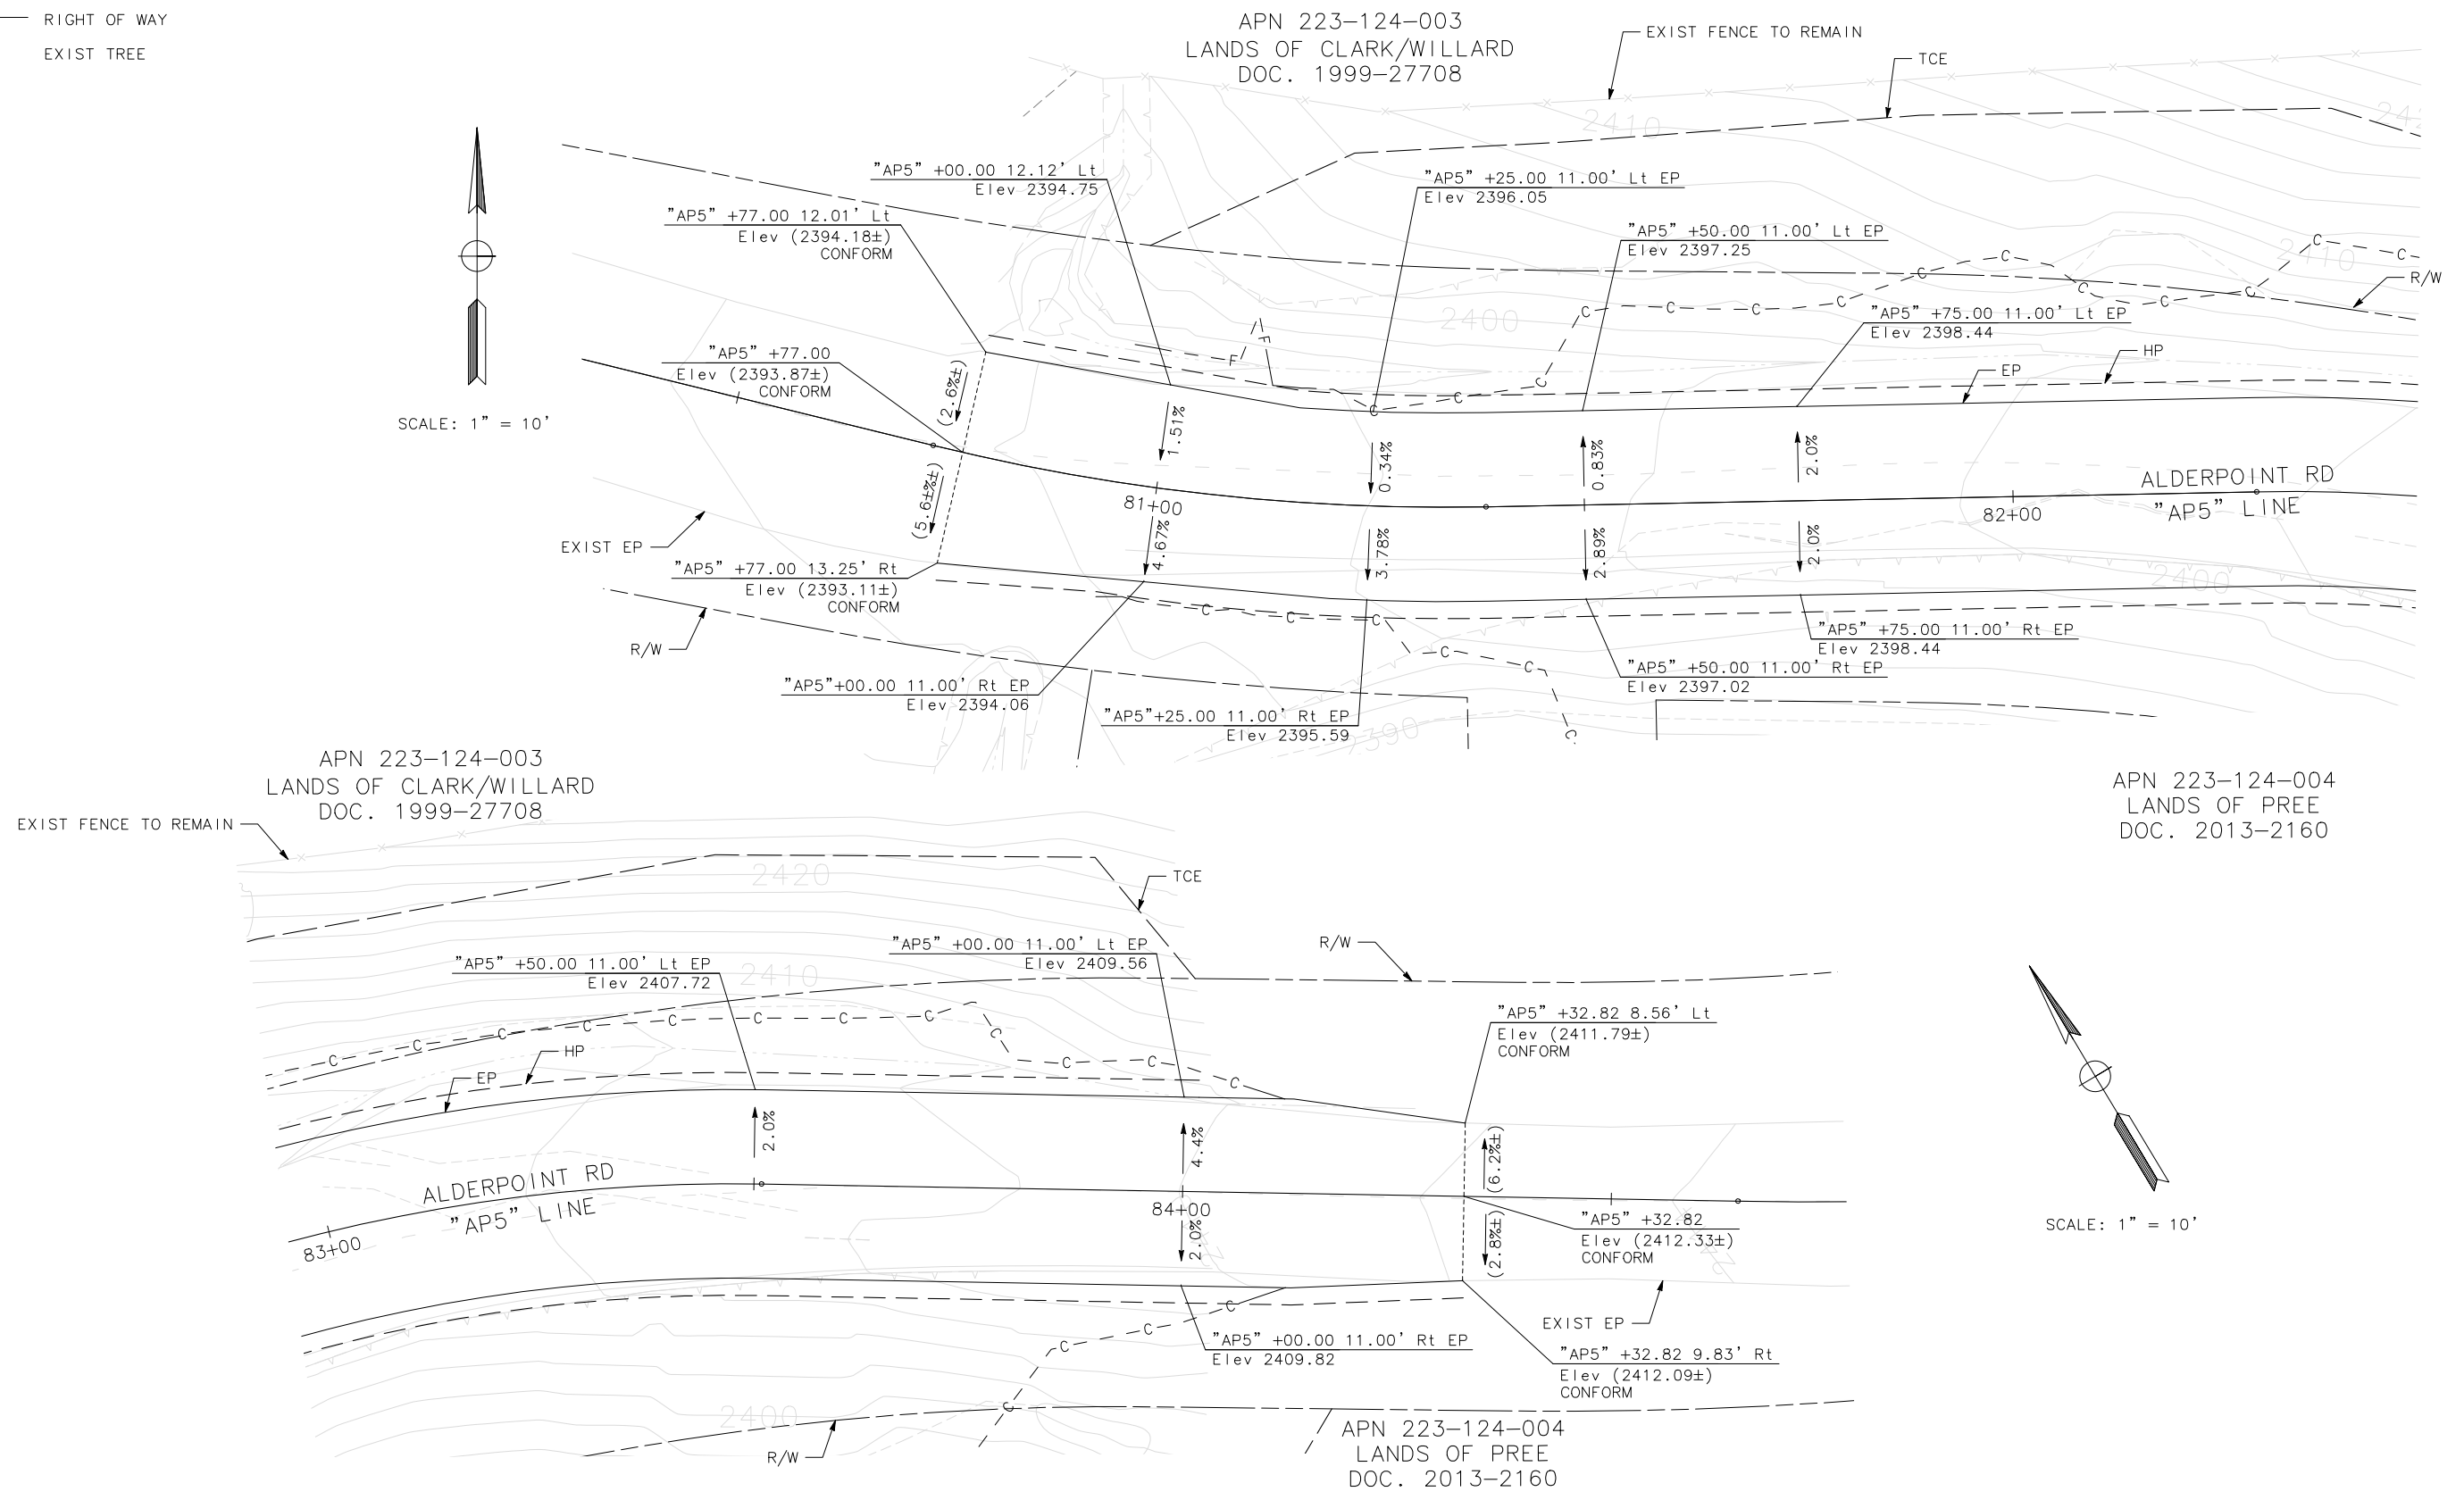 RIGHT OF WAY
EXIST TREE
APN 223-124-003
LANDS OF CLARK/WILLARD
DOC. 1999-27708
EXIST FENCE TO REMAIN
TCE
2410
"AP5" +00.00 12.12' Lt
Elev 2394.75
"AP5" +25.00 11.00' Lt EP
Elev 2396.05
"AP5" +77.00 12.01' Lt
Elev (2394.18±)
CONFORM
"AP5" +50.00 11.00' Lt EP
Elev 2397.25
2410
R/W
2400
"AP5" +75.00 11.00' Lt EP
Elev 2398.44
"AP5" +77.00
Elev (2393.87±)
CONFORM
HP
EP
F
F
C
C
C
C
C
C
C
C
C
C
C
C
C
C
SCALE: 1" = 10'
(2.6%±)
1.51%
0.34%
0.83%
2.0%
(5.6±%±)
81+00
82+00
ALDERPOINT RD
"AP5" LINE
4.67%
3.78%
2.89%
2.0%
EXIST EP
"AP5" +77.00 13.25' Rt
Elev (2393.11±)
CONFORM
2400
C
C
C
C
C
C
R/W
"AP5" +75.00 11.00' Rt EP
Elev 2398.44
"AP5" +50.00 11.00' Rt EP
Elev 2397.02
"AP5"+00.00 11.00' Rt EP
Elev 2394.06
"AP5"+25.00 11.00' Rt EP
Elev 2395.59
2390
APN 223-124-003
LANDS OF CLARK/WILLARD
DOC. 1999-27708
APN 223-124-004
LANDS OF PREE
DOC. 2013-2160
EXIST FENCE TO REMAIN
2420
TCE
"AP5" +00.00 11.00' Lt EP
Elev 2409.56
R/W
"AP5" +50.00 11.00' Lt EP
Elev 2407.72
2410
"AP5" +32.82 8.56' Lt
Elev (2411.79±)
CONFORM
C
C
C
C
C
C
C
C
C
C
C
C
HP
EP
2.0%
4.4%
(6.2%±)
ALDERPOINT RD
"AP5" LINE
83+00
84+00
2.0%
(2.8%±)
"AP5" +32.82
Elev (2412.33±)
CONFORM
SCALE: 1" = 10'
EXIST EP
C
C
C
C
"AP5" +00.00 11.00' Rt EP
Elev 2409.82
"AP5" +32.82 9.83' Rt
Elev (2412.09±)
CONFORM
2400
R/W
APN 223-124-004
LANDS OF PREE
DOC. 2013-2160